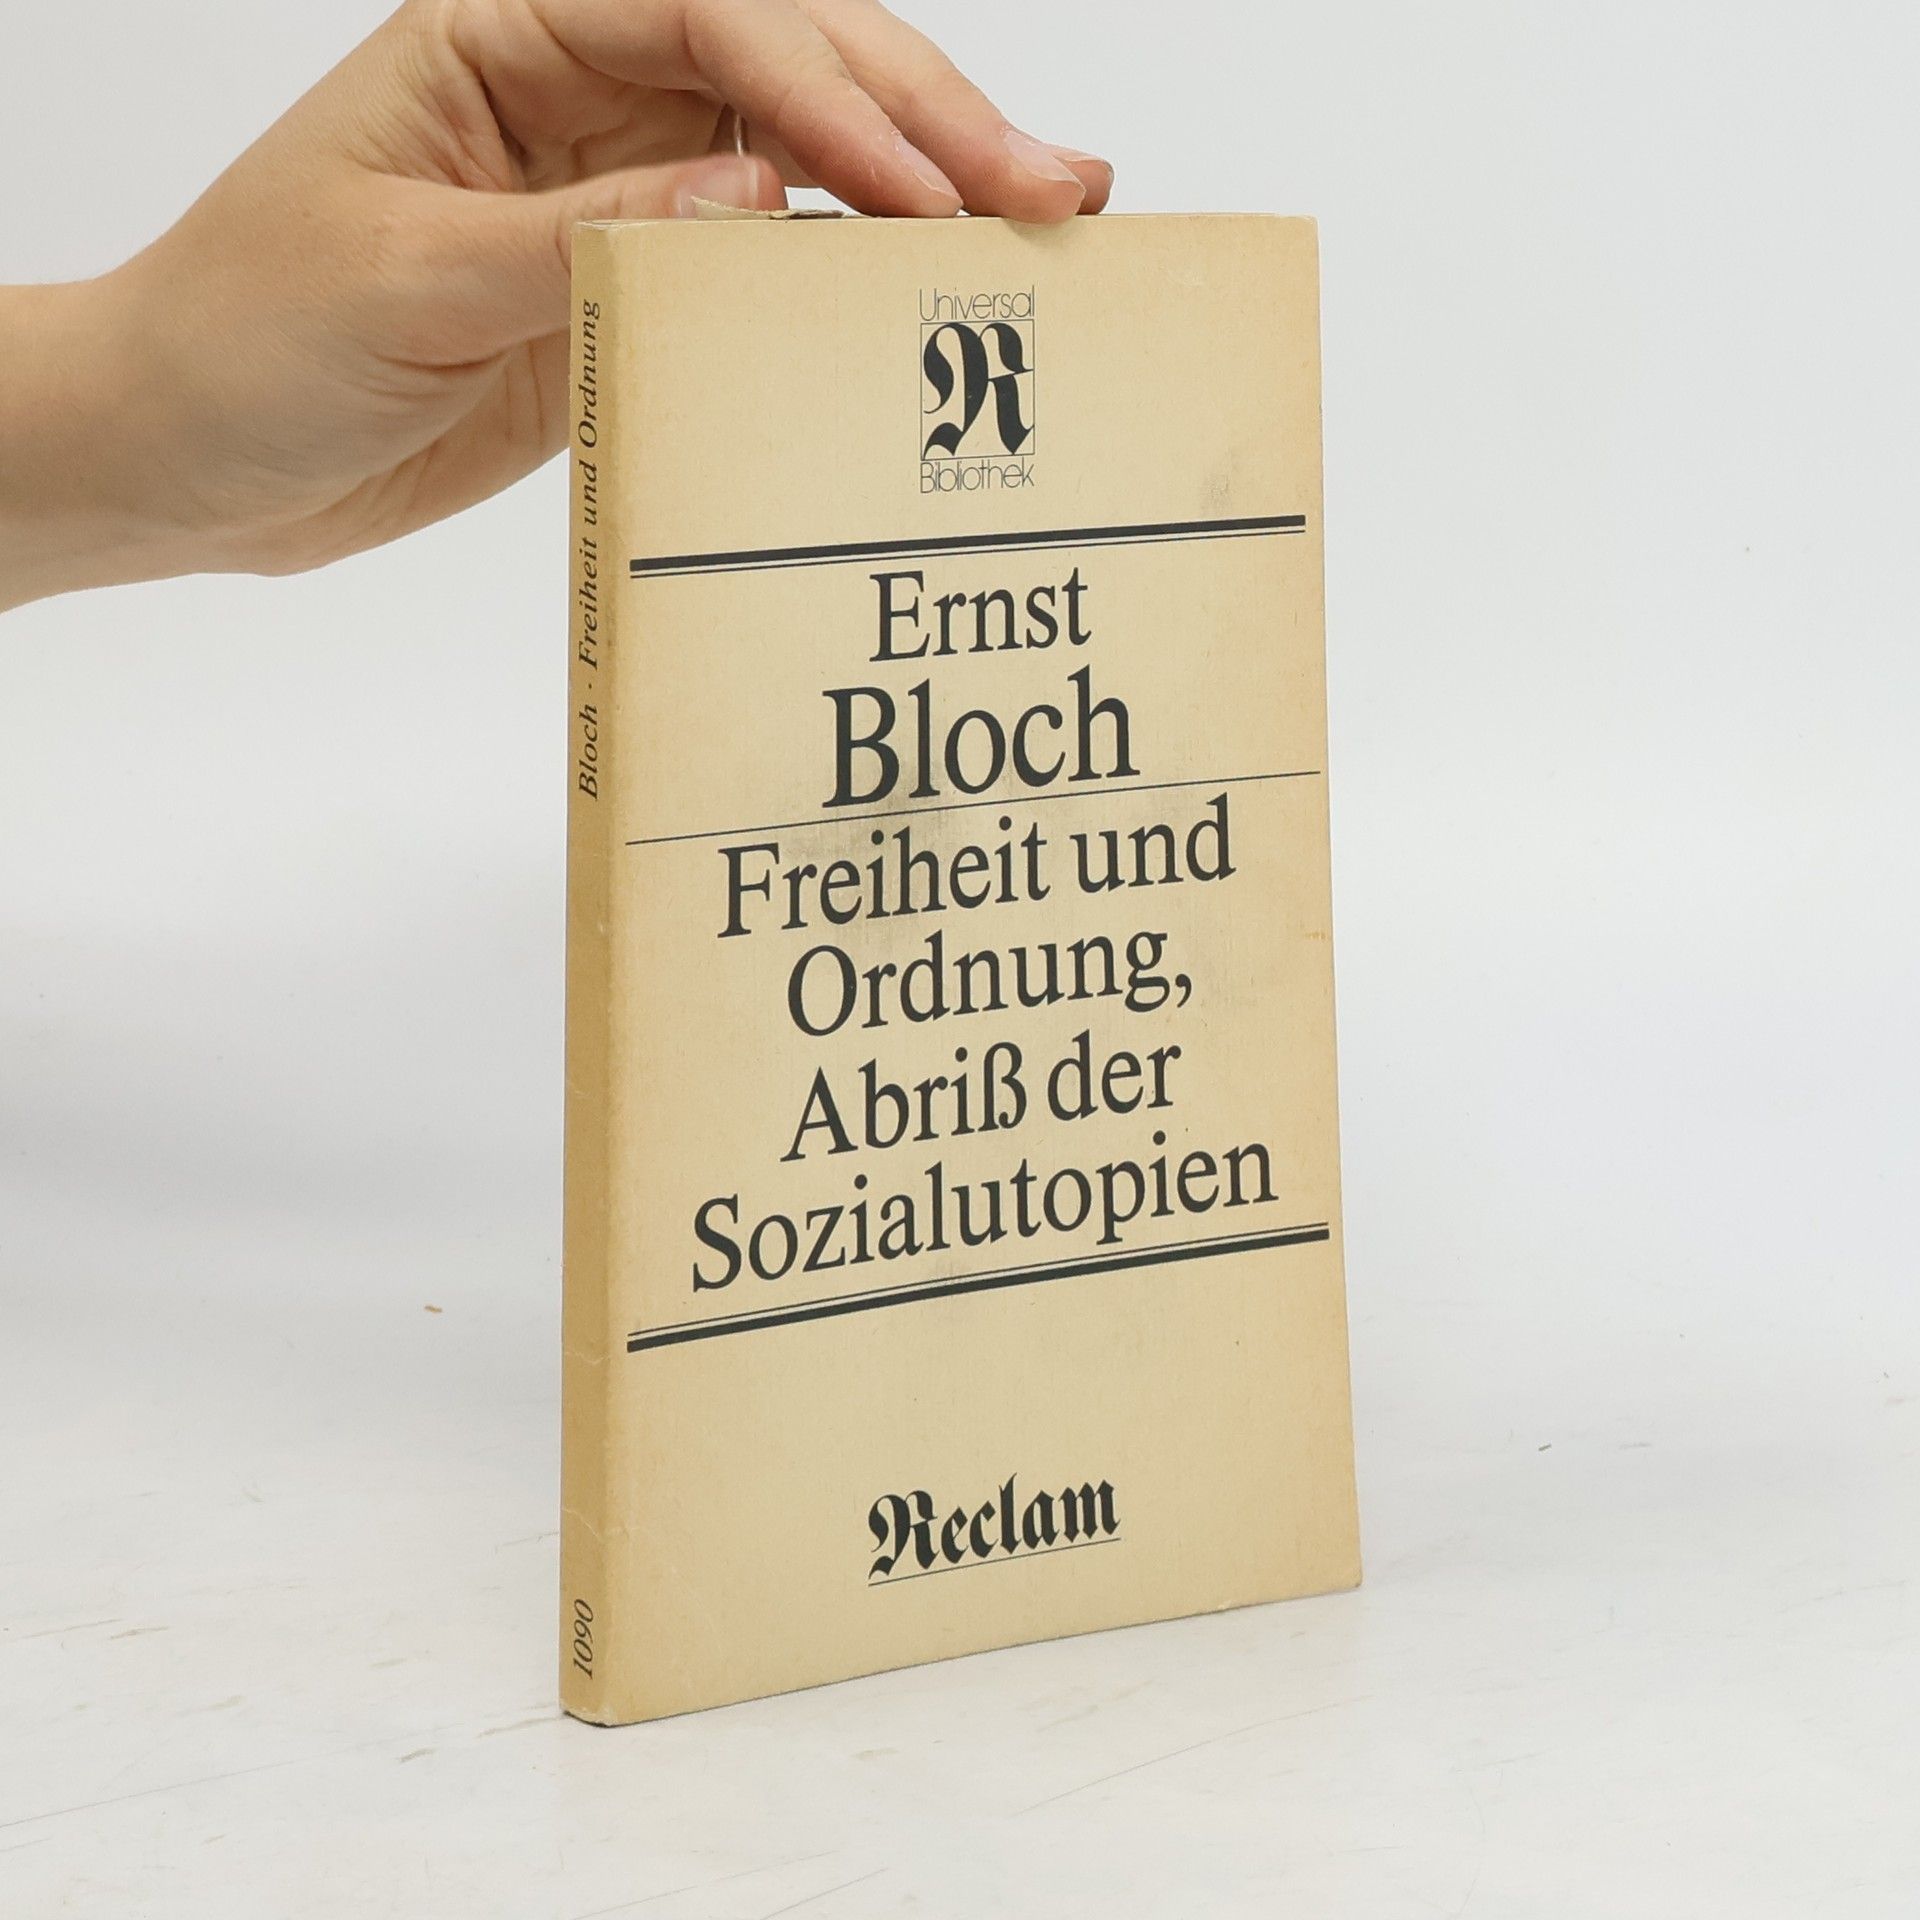 Universal
R
Bibliothek
Ernst
Bloch
Freiheit und
Ordnung,
Abriß der
Sozialutopien
Reclam
Bloch · Freiheit und Ordnung
1090